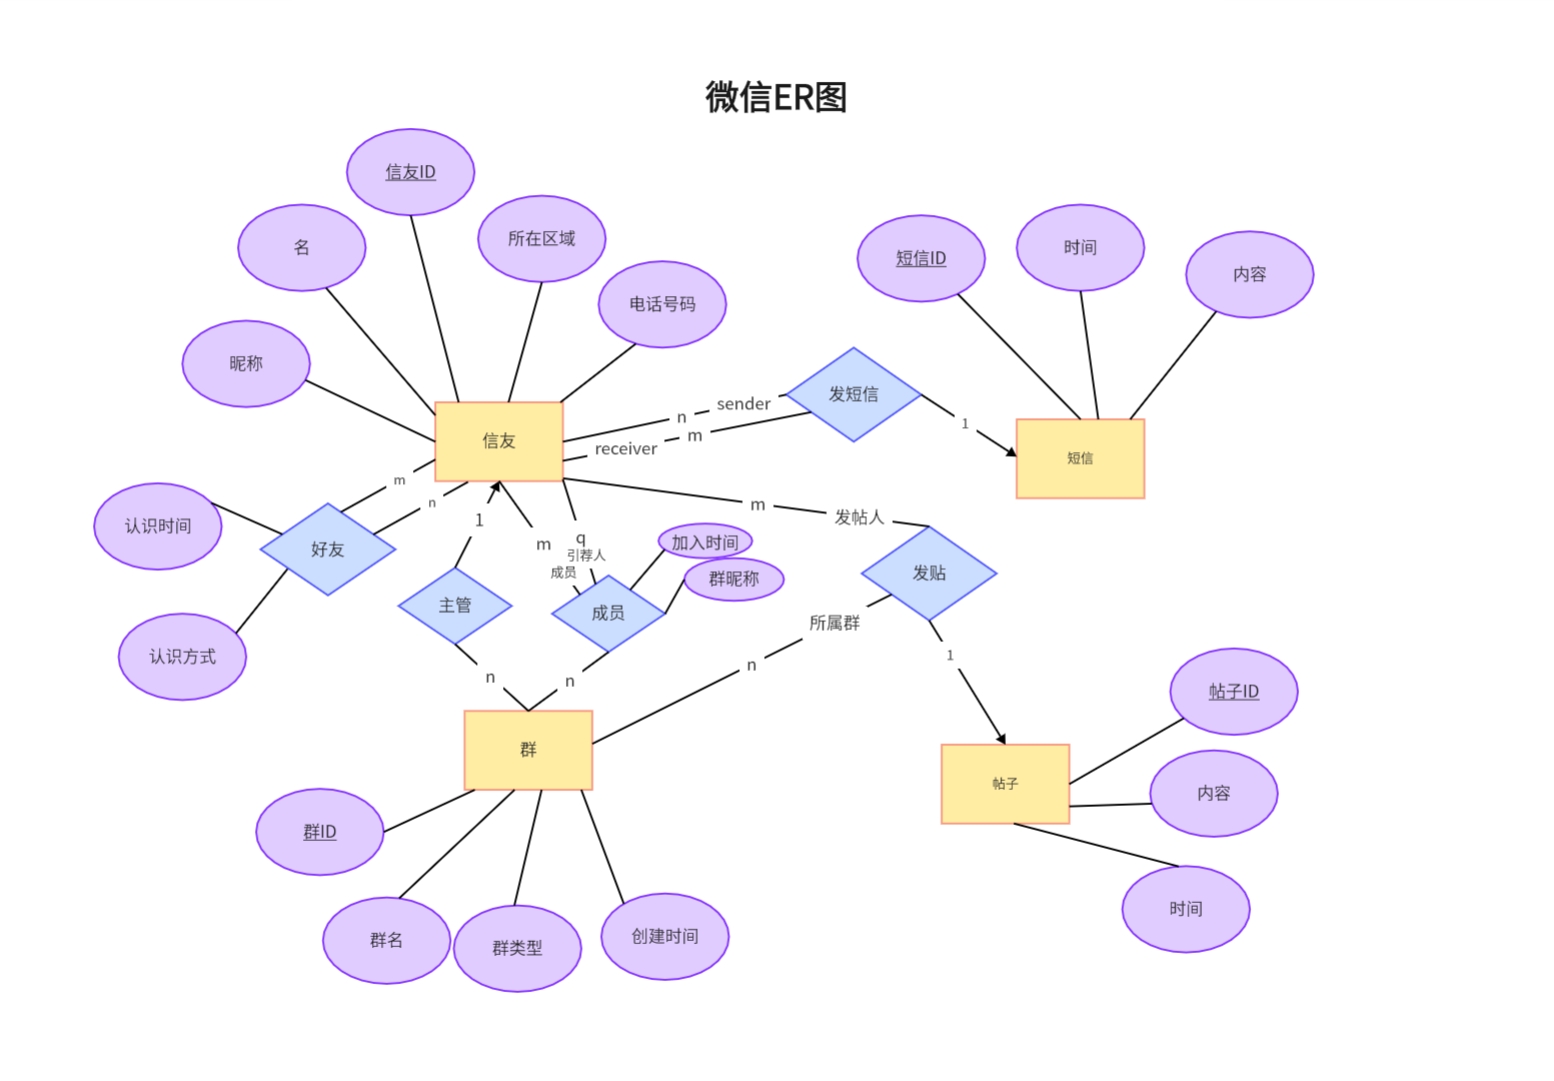 微信ER图
信友ID
名
所在区域
电话号码
昵称
信友
短信ID
时间
内容
n
sender
receiver
m
发短信
1
短信
m
n
认识时间
好友
认识方式
1
主管
n
m
q
引荐人
成员
加入时间
群昵称
成员
n
m
发帖人
发贴
所属群
n
1
群
群ID
群名
群类型
创建时间
帖子
帖子ID
内容
时间